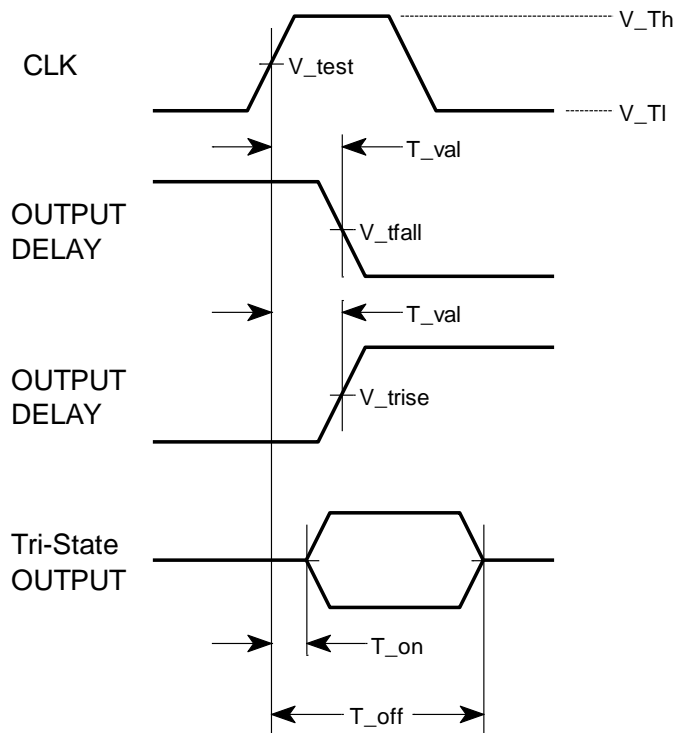 V_Th
CLK
V_test
V_Tl
T_val
OUTPUT
DELAY
V_tfall
T_val
OUTPUT
DELAY
V_trise
Tri-State
OUTPUT
T_on
T_off